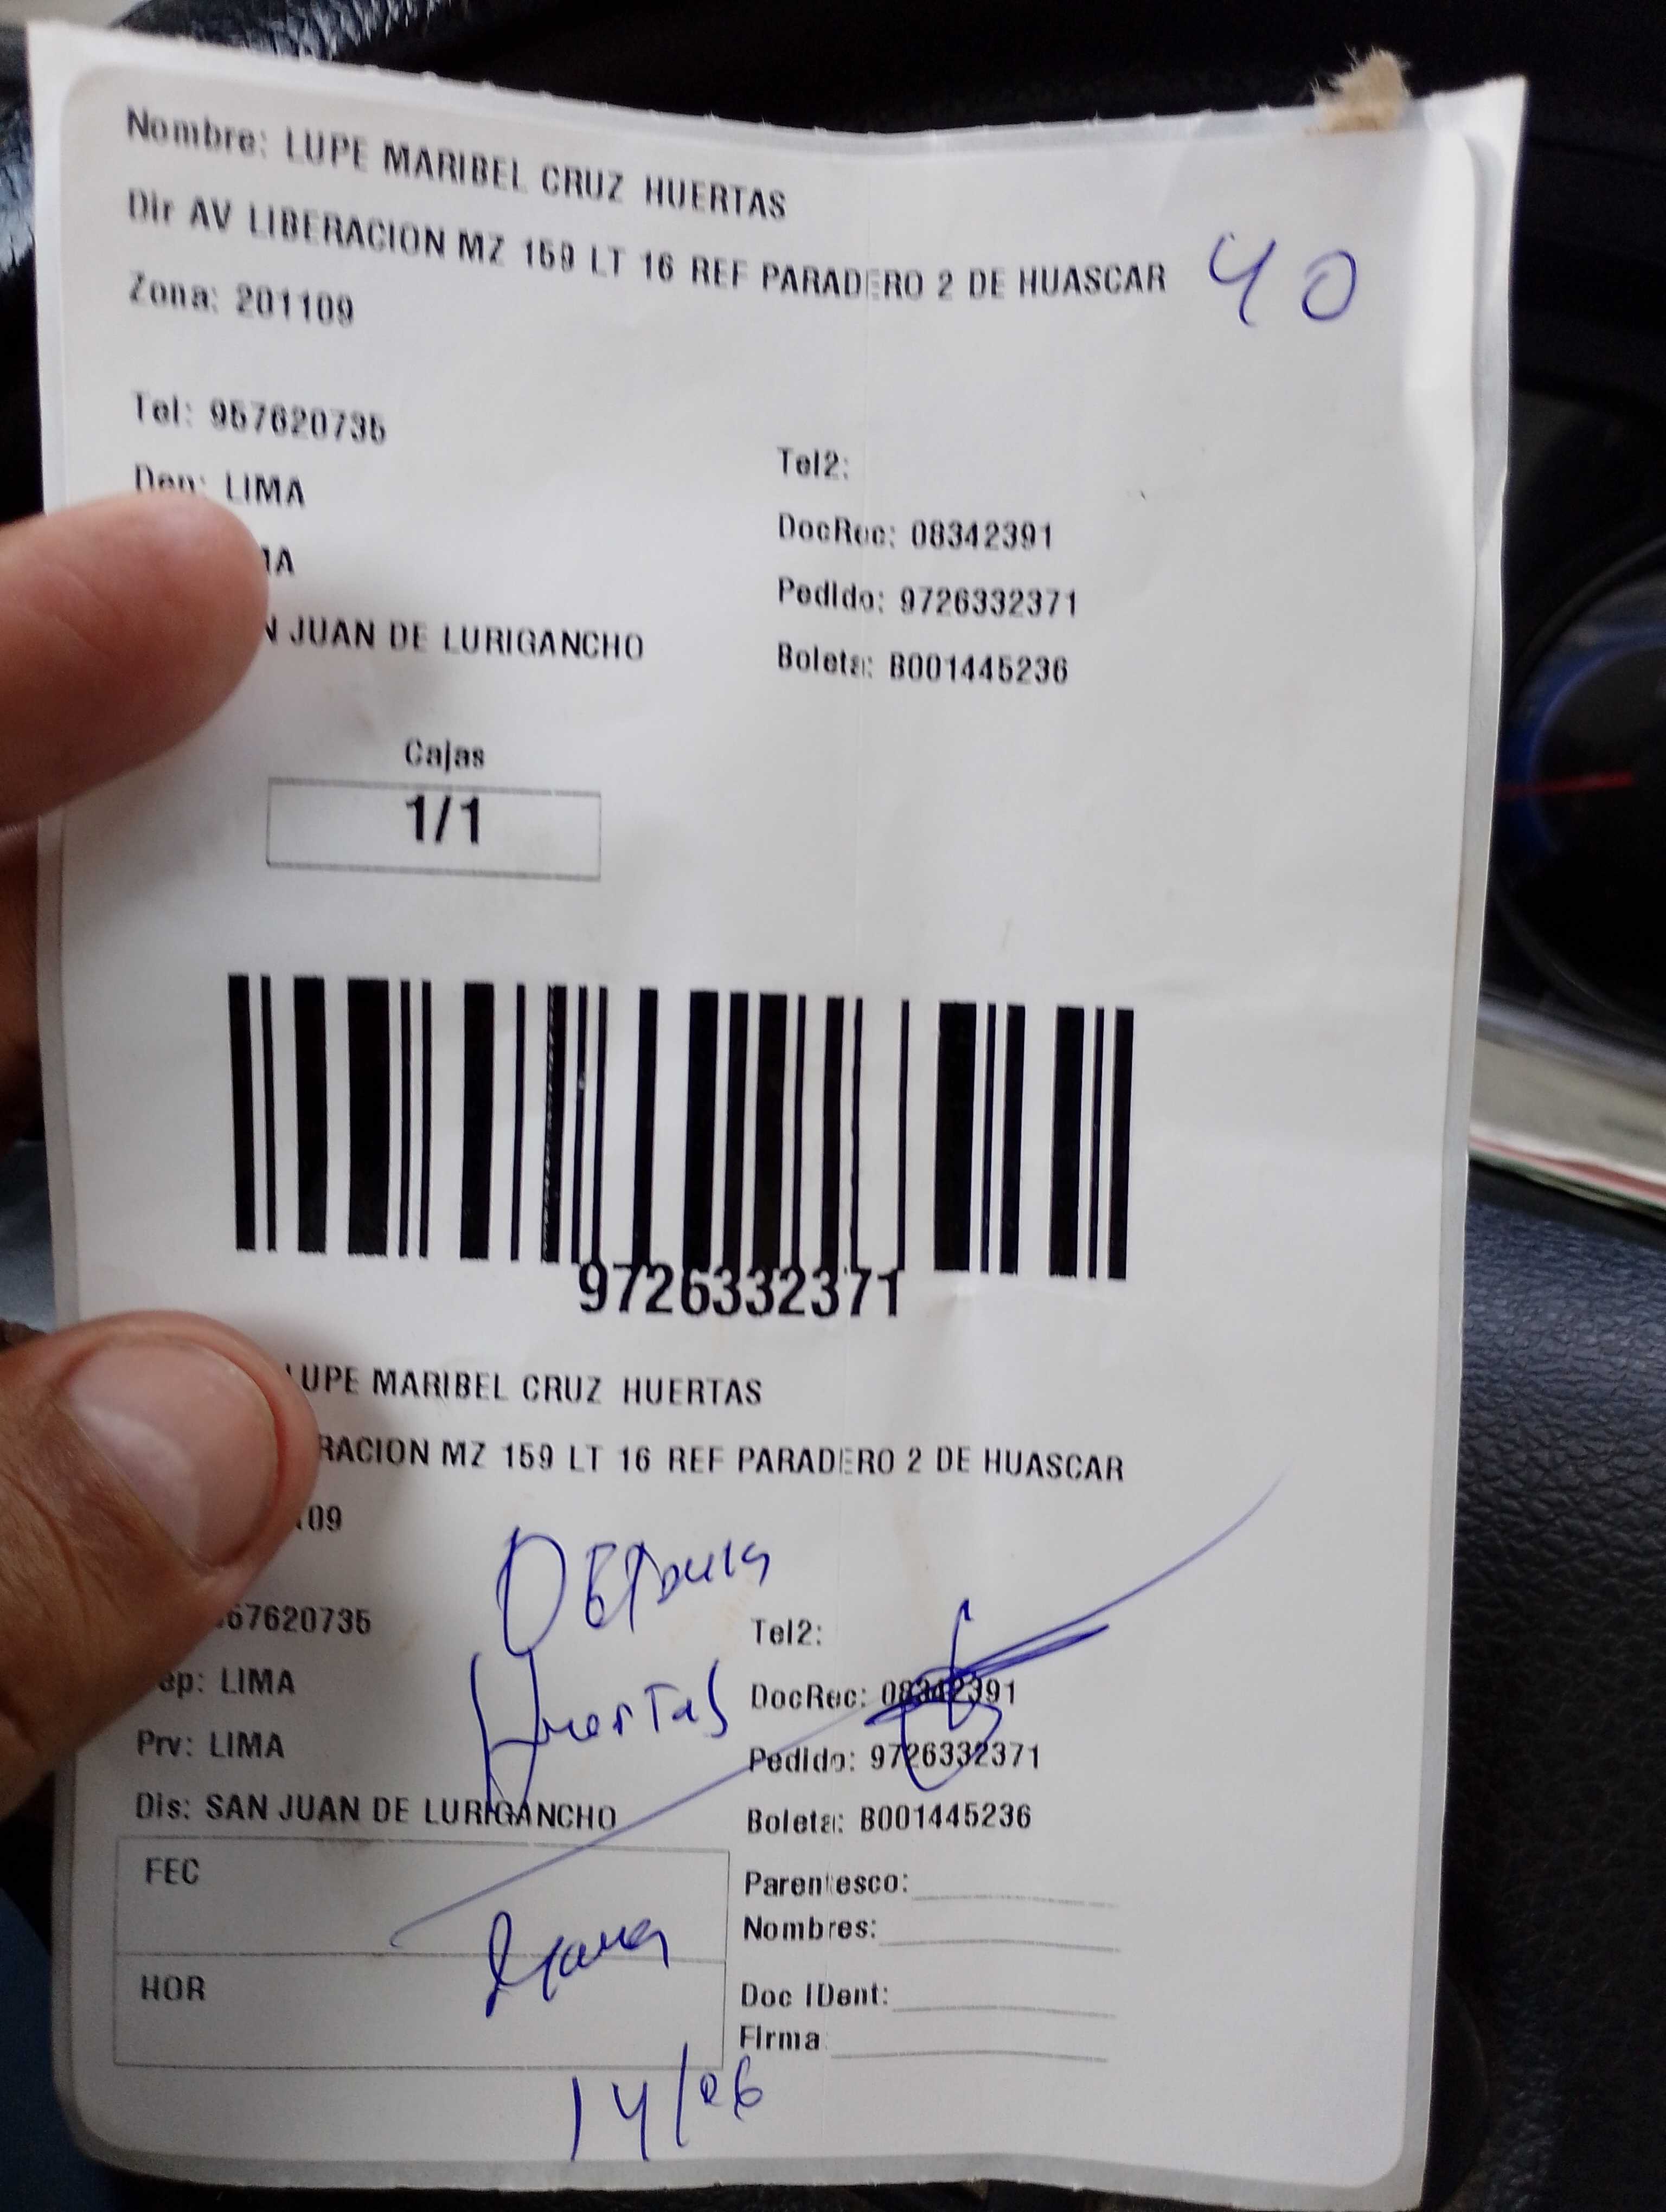 Nombre: LUPE MARIBEL CRUZ HUERTAS
Dir AV LIBERACION MZ 159 LT 16 REF PARADERO 2 DE HUASCAR
40
Zona: 201109
Tel: 957620735
Tel2:
Dep: LIMA
DocRec: 08342391
MA
Pedido: 9726332371
N JUAN DE LURIGANCHO
Boleta: B001445236
Cajas
1/1
9726332371
LUPE MARIBEL CRUZ HUERTAS
RACION MZ 159 LT 16 REF PARADERO 2 DE HUASCAR
109
57620735
Tel2:
ep: LIMA
Huertas
DocRec: 08342391
Prv: LIMA
Pedido: 9726332371
Dis: SAN JUAN DE LURIGANCHO
Boleta: B001445236
FEC
Parentesco:
Nombres:
HOR
Doc IDent:
Firma:
14/06